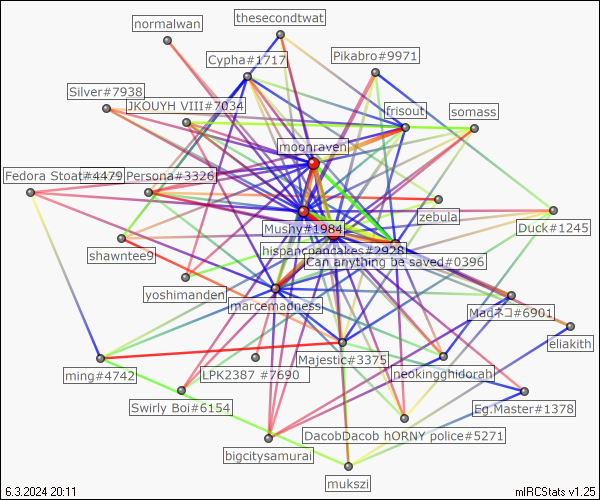 thesecondtwat
normalwan
Cypha#1717
Pikabro#9971
Silver#7938
JKOUYH VIII#7034
frisout
somass
moonraven
Fedora Stoat#4479
Persona#3326
zebula
Mushy#1984
Duck#1245
hispancpancakes#2928
shawntee9
Can anything be saved#0396
yoshimanden
marcemadness
Madネコ#6901
eliakith
Majestic#3375
neokingghidorah
ming#4742
LPK2387 #7690
Swirly Boi#6154
Eg.Master#1378
DacobDacob hORNY police#5271
bigcitysamurai
mukszi
6.3.2024 20:11
mIRCStats v1.25